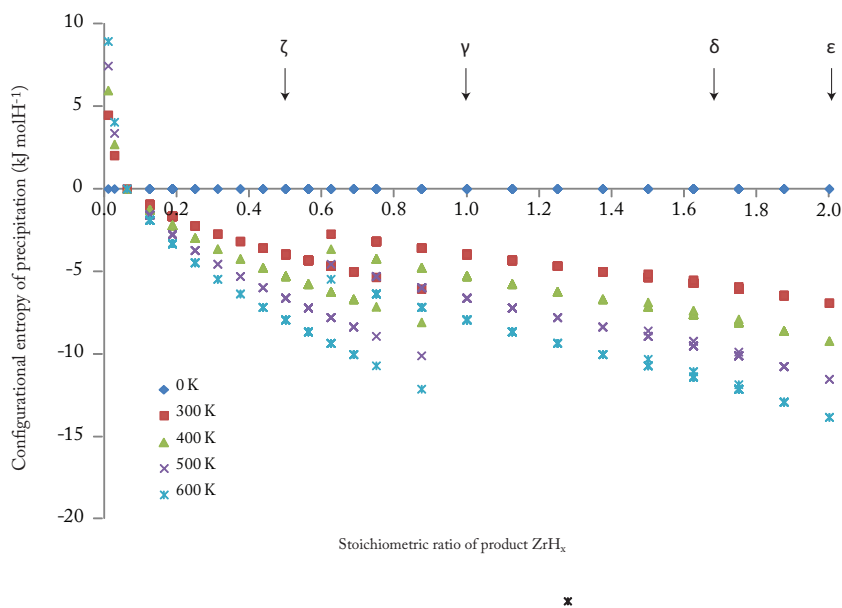 10
ζ
γ
δ
ε
5
0
0.0
0.2
0.4
0.6
0.8
1.0
1.2
1.4
1.6
1.8
2.0
-5
-10
-15
-20
Configurational entropy of precipitation (kJ molH⁻¹)
0 K
300 K
400 K
500 K
600 K
Stoichiometric ratio of product ZrHₓ